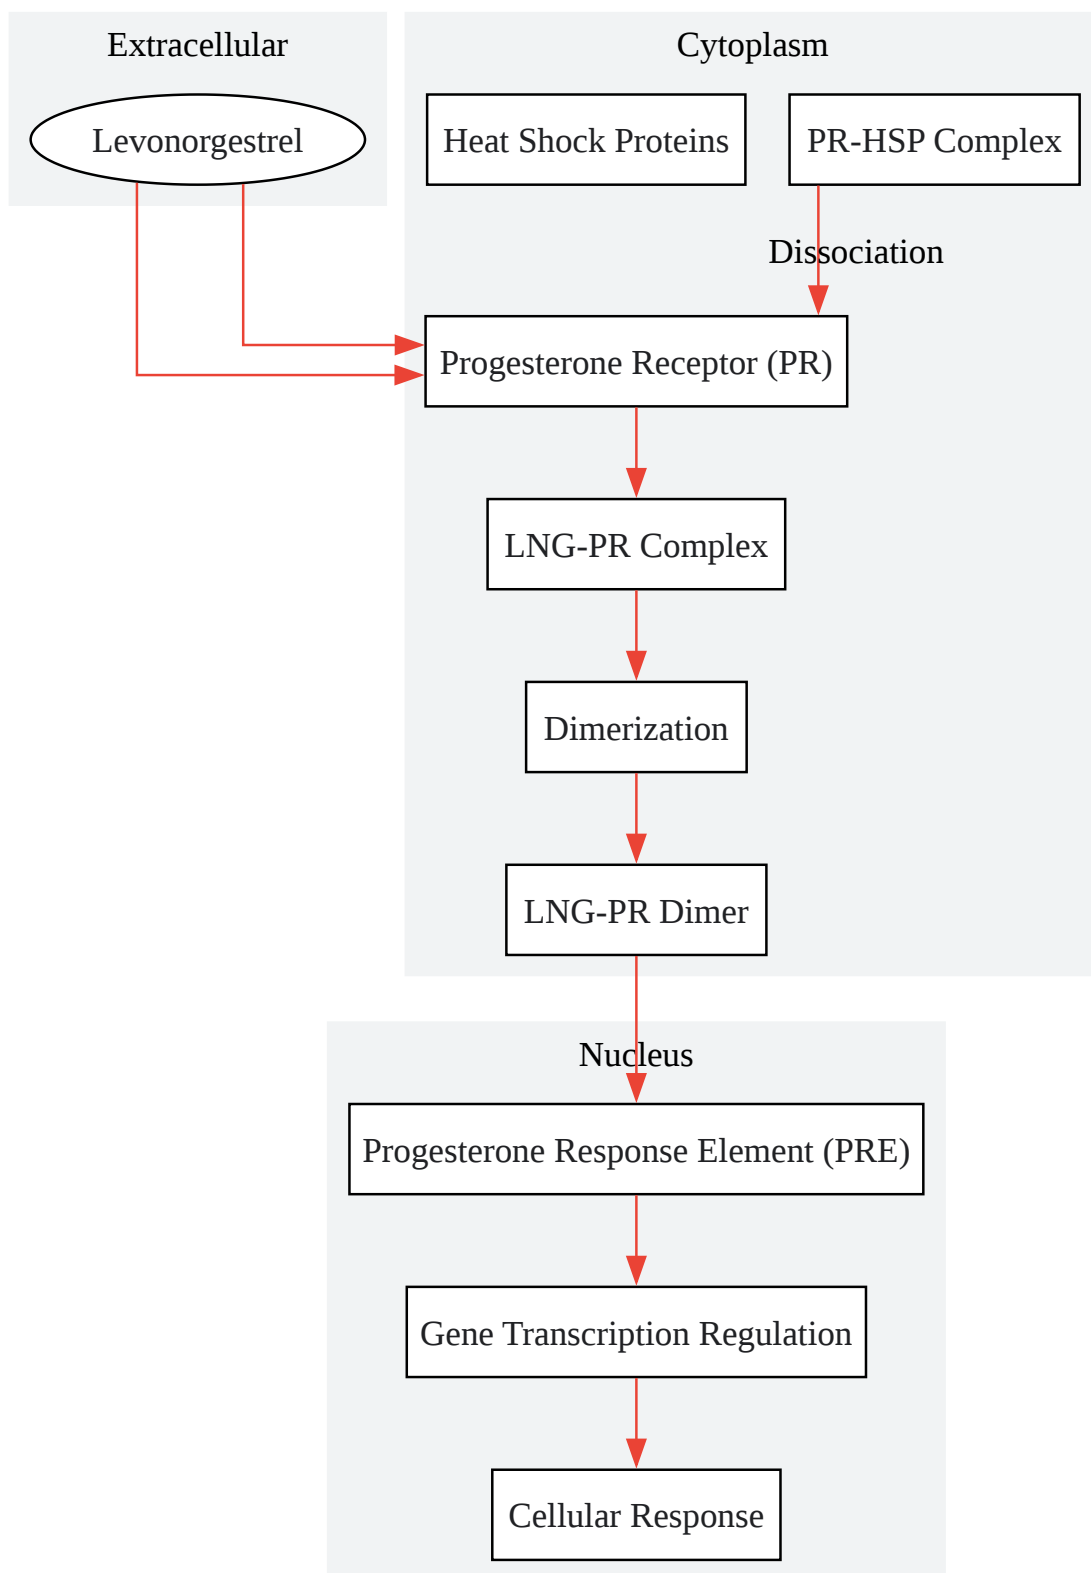 Extracellular
Cytoplasm
Levonorgestrel
Heat Shock Proteins
PR-HSP Complex
Dissociation
Progesterone Receptor (PR)
LNG-PR Complex
Dimerization
LNG-PR Dimer
Nucleus
Progesterone Response Element (PRE)
Gene Transcription Regulation
Cellular Response